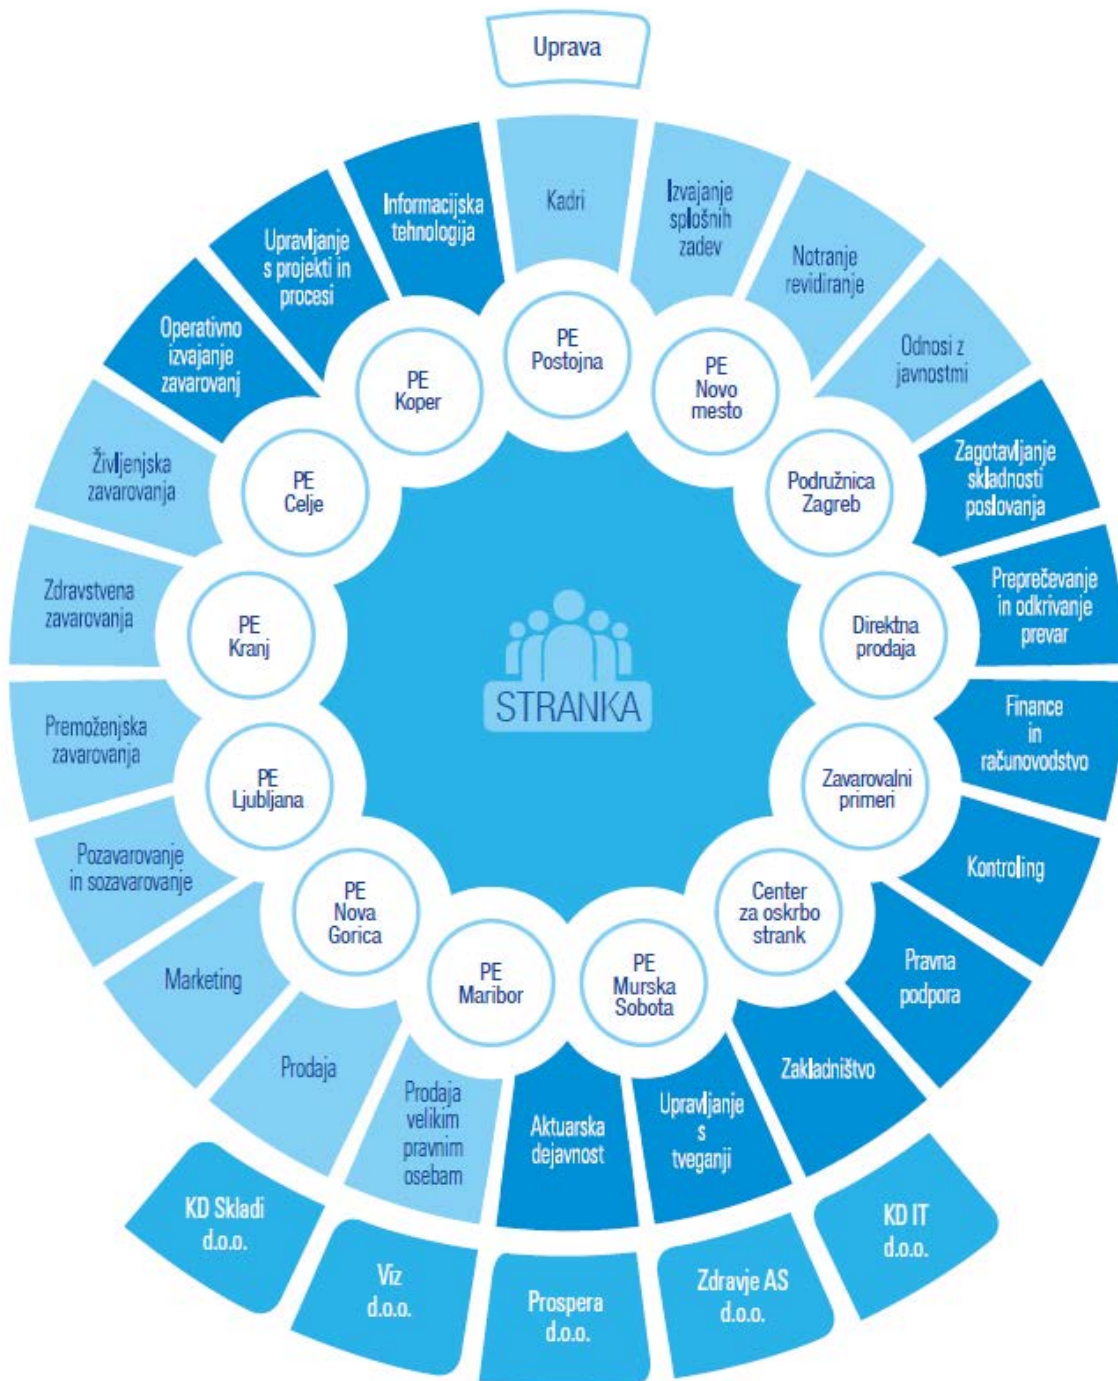 Uprava
Kadri
Izvajanje
splošnih
zadev
Notranje
revidiranje
Odnosi z
javnostmi
Zagotavljanje
skladnosti
poslovanja
Preprečevanje
in odkrivanje
prevar
Finance
in
računovodstvo
Kontroling
Pravna
podpora
Zakladništvo
Upravljanje
s
tveganji
Aktuarska
dejavnost
Prodaja
velikim
pravnim
osebam
Prodaja
Marketing
Pozavarovanje
in sozavarovanje
Premoženjska
zavarovanja
Zdravstvena
zavarovanja
Življenjska
zavarovanja
Operativno
izvajanje
zavarovanj
Upravljanje
s projekti in
procesi
Informacijska
tehnologija
PE
Postojna
PE
Novo
mesto
Podružnica
Zagreb
Direktna
prodaja
Zavarovalni
primeri
Center
za oskrbo
strank
PE
Murska
Sobota
PE
Maribor
PE
Nova
Gorica
PE
Ljubljana
PE
Kranj
PE
Celje
PE
Koper
STRANKA
KD Skladi
d.o.o.
Viz
d.o.o.
Prospera
d.o.o.
Zdravje AS
d.o.o.
KD IT
d.o.o.